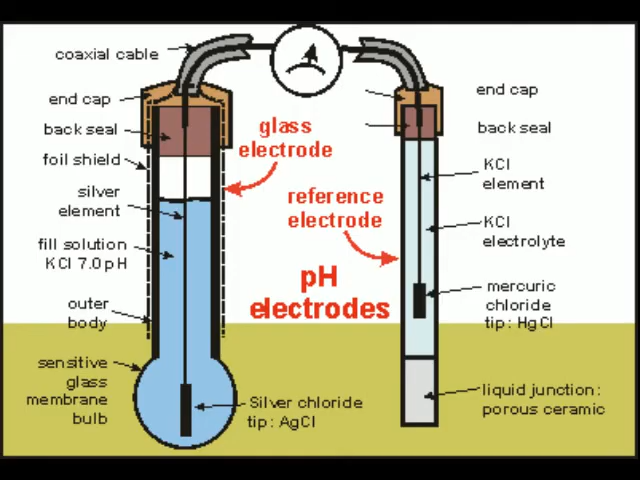 coaxial cable
end cap
back seal
foil shield
silver
element
fill solution
KCl 7.0 pH
outer
body
sensitive
glass
membrane
bulb
glass
electrode
reference
electrode
pH
electrodes
Silver chloride
tip: AgCl
end cap
back seal
KCl
element
KCl
electrolyte
mercuric
chloride
tip: HgCl
liquid junction:
porous ceramic